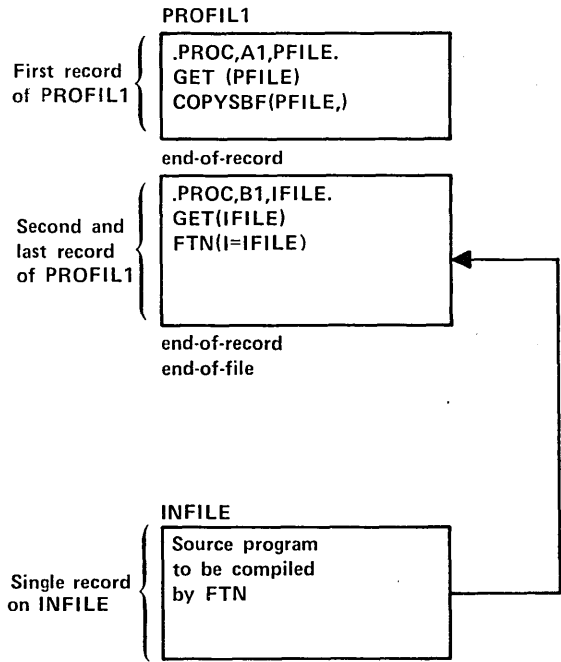 PROFIL1
First record
of PROFIL1
.PROC,A1,PFILE.
GET (PFILE)
COPYSBF(PFILE,)
end-of-record
Second and
last record
of PROFIL1
.PROC,B1,IFILE.
GET(IFILE)
FTN(I=IFILE)
end-of-record
end-of-file
INFILE
Single record
on INFILE
Source program
to be compiled
by FTN